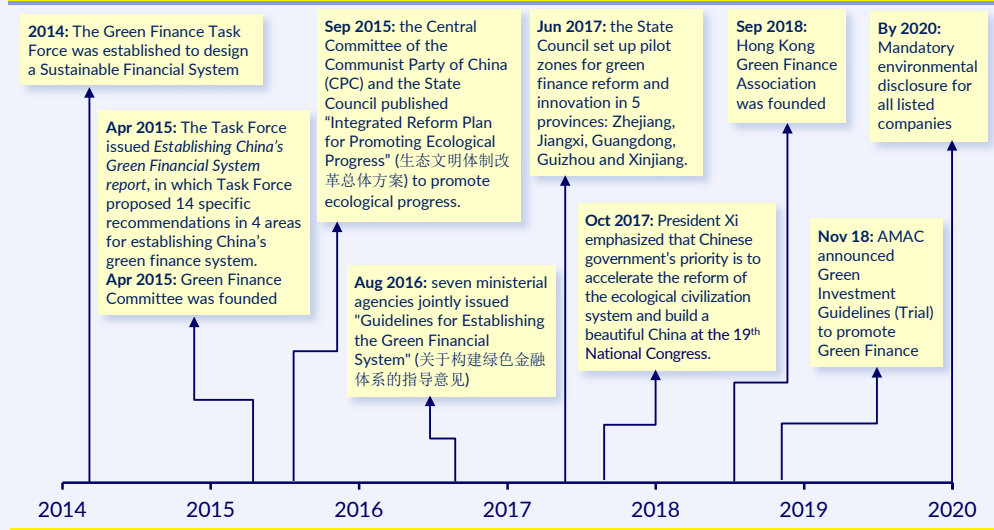 2014: The Green Finance Task
Force was established to design
a Sustainable Financial System
Apr 2015: The Task Force
issued Establishing China's
Green Financial System
report, in which Task Force
proposed 14 specific
recommendations in 4 areas
for establishing China's
green finance system.
Apr 2015: Green Finance
Committee was founded
Sep 2015: the Central
Committee of the
Communist Party of China
(CPC) and the State
Council published
“Integrated Reform Plan
for Promoting Ecological
Progress” (生态文明体制改
革总体方案) to promote
ecological progress.
Aug 2016: seven ministerial
agencies jointly issued
"Guidelines for Establishing
the Green Financial
System" (关于构建绿色金融
体系的指导意见)
Jun 2017: the State
Council set up pilot
zones for green
finance reform and
innovation in 5
provinces: Zhejiang,
Jiangxi, Guangdong,
Guizhou and Xinjiang.
Oct 2017: President Xi
emphasized that Chinese
government's priority is to
accelerate the reform of
the ecological civilization
system and build a
beautiful China at the 19th
National Congress.
Sep 2018:
Hong Kong
Green Finance
Association
was founded
Nov 18: AMAC
announced
Green
Investment
Guidelines (Trial)
to promote
Green Finance
By 2020:
Mandatory
environmental
disclosure for
all listed
companies
2014 2015 2016 2017 2018 2019 2020